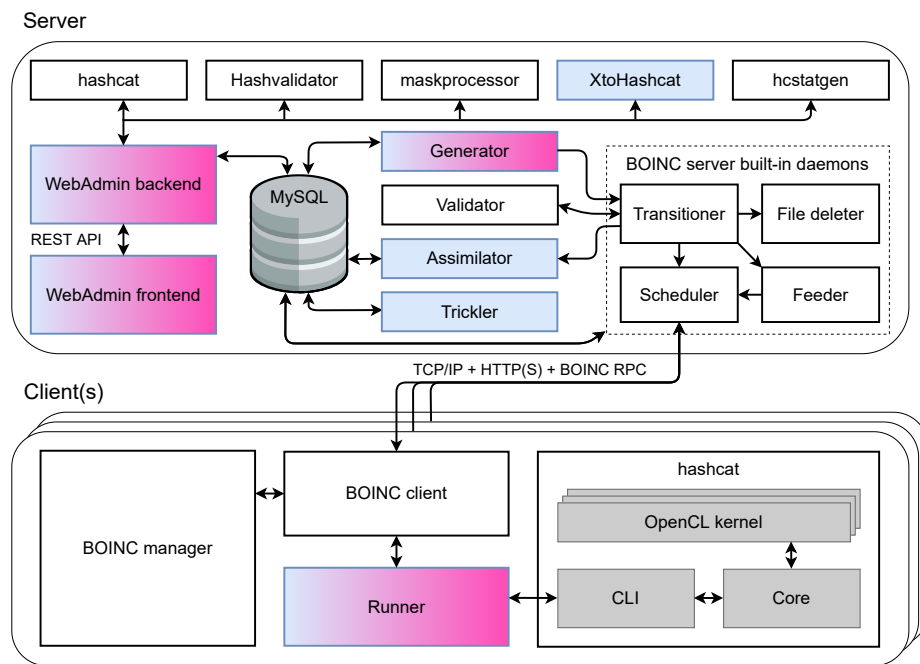 Server
hashcat
Hashvalidator
maskprocessor
XtoHashcat
hcstatgen
WebAdmin backend
REST API
WebAdmin frontend
MySQL
Generator
Validator
Assimilator
Trickler
BOINC server built-in daemons
Transitioner
File deleter
Scheduler
Feeder
TCP/IP + HTTP(S) + BOINC RPC
Client(s)
BOINC manager
BOINC client
Runner
hashcat
OpenCL kernel
CLI
Core